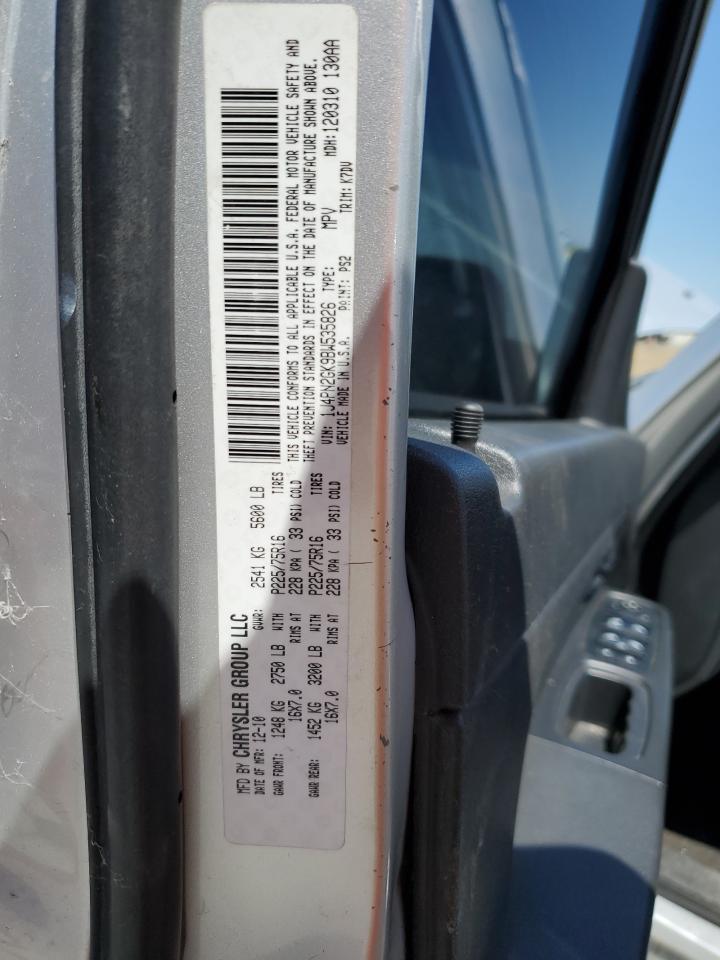 MFD BY CHRYSLER GROUP LLC
DATE OF MFR: 12-10 GVWR: 2541 KG 5600 LB
GAWR FRONT: 1248 KG 2750 LB WITH P225/75R16 TIRES
16X7.0 RIMS AT 228 KPA ( 33 PSI) COLD
GAWR REAR: 1452 KG 3200 LB WITH P225/75R16 TIRES
16X7.0 RIMS AT 228 KPA ( 33 PSI) COLD
THIS VEHICLE CONFORMS TO ALL APPLICABLE U.S.A. FEDERAL MOTOR VEHICLE SAFETY AND
THEFT PREVENTION STANDARDS IN EFFECT ON THE DATE OF MANUFACTURE SHOWN ABOVE.
VIN: 1J4PN2GK9BW535826 TYPE: MPV MDH: 120310 130AA
VEHICLE MADE IN U.S.A. PAINT: PS2 TRIM: K7DV